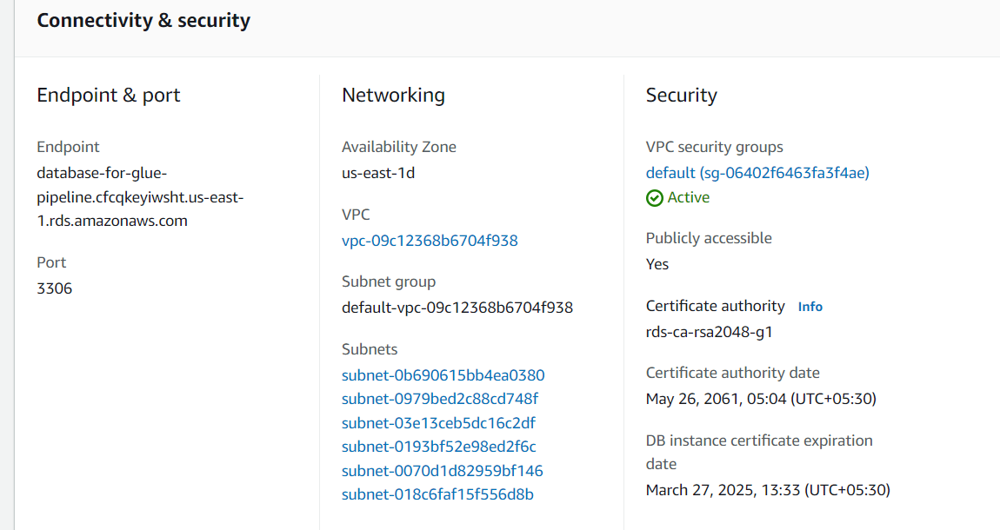 Connectivity & security
Endpoint & port
Endpoint
database-for-glue-
pipeline.cfcqkeyiwsht.us-east-
1.rds.amazonaws.com
Port
3306
Networking
Availability Zone
us-east-1d
VPC
vpc-09c12368b6704f938
Subnet group
default-vpc-09c12368b6704f938
Subnets
subnet-0b690615bb4ea0380
subnet-0979bed2c88cd748f
subnet-03e13ceb5dc16c2df
subnet-0193bf52e98ed2f6c
subnet-0070d1d82959bf146
subnet-018c6faf15f556d8b
Security
VPC security groups
default (sg-06402f6463fa3f4ae)
Active
Publicly accessible
Yes
Certificate authority Info
rds-ca-rsa2048-g1
Certificate authority date
May 26, 2061, 05:04 (UTC+05:30)
DB instance certificate expiration
date
March 27, 2025, 13:33 (UTC+05:30)